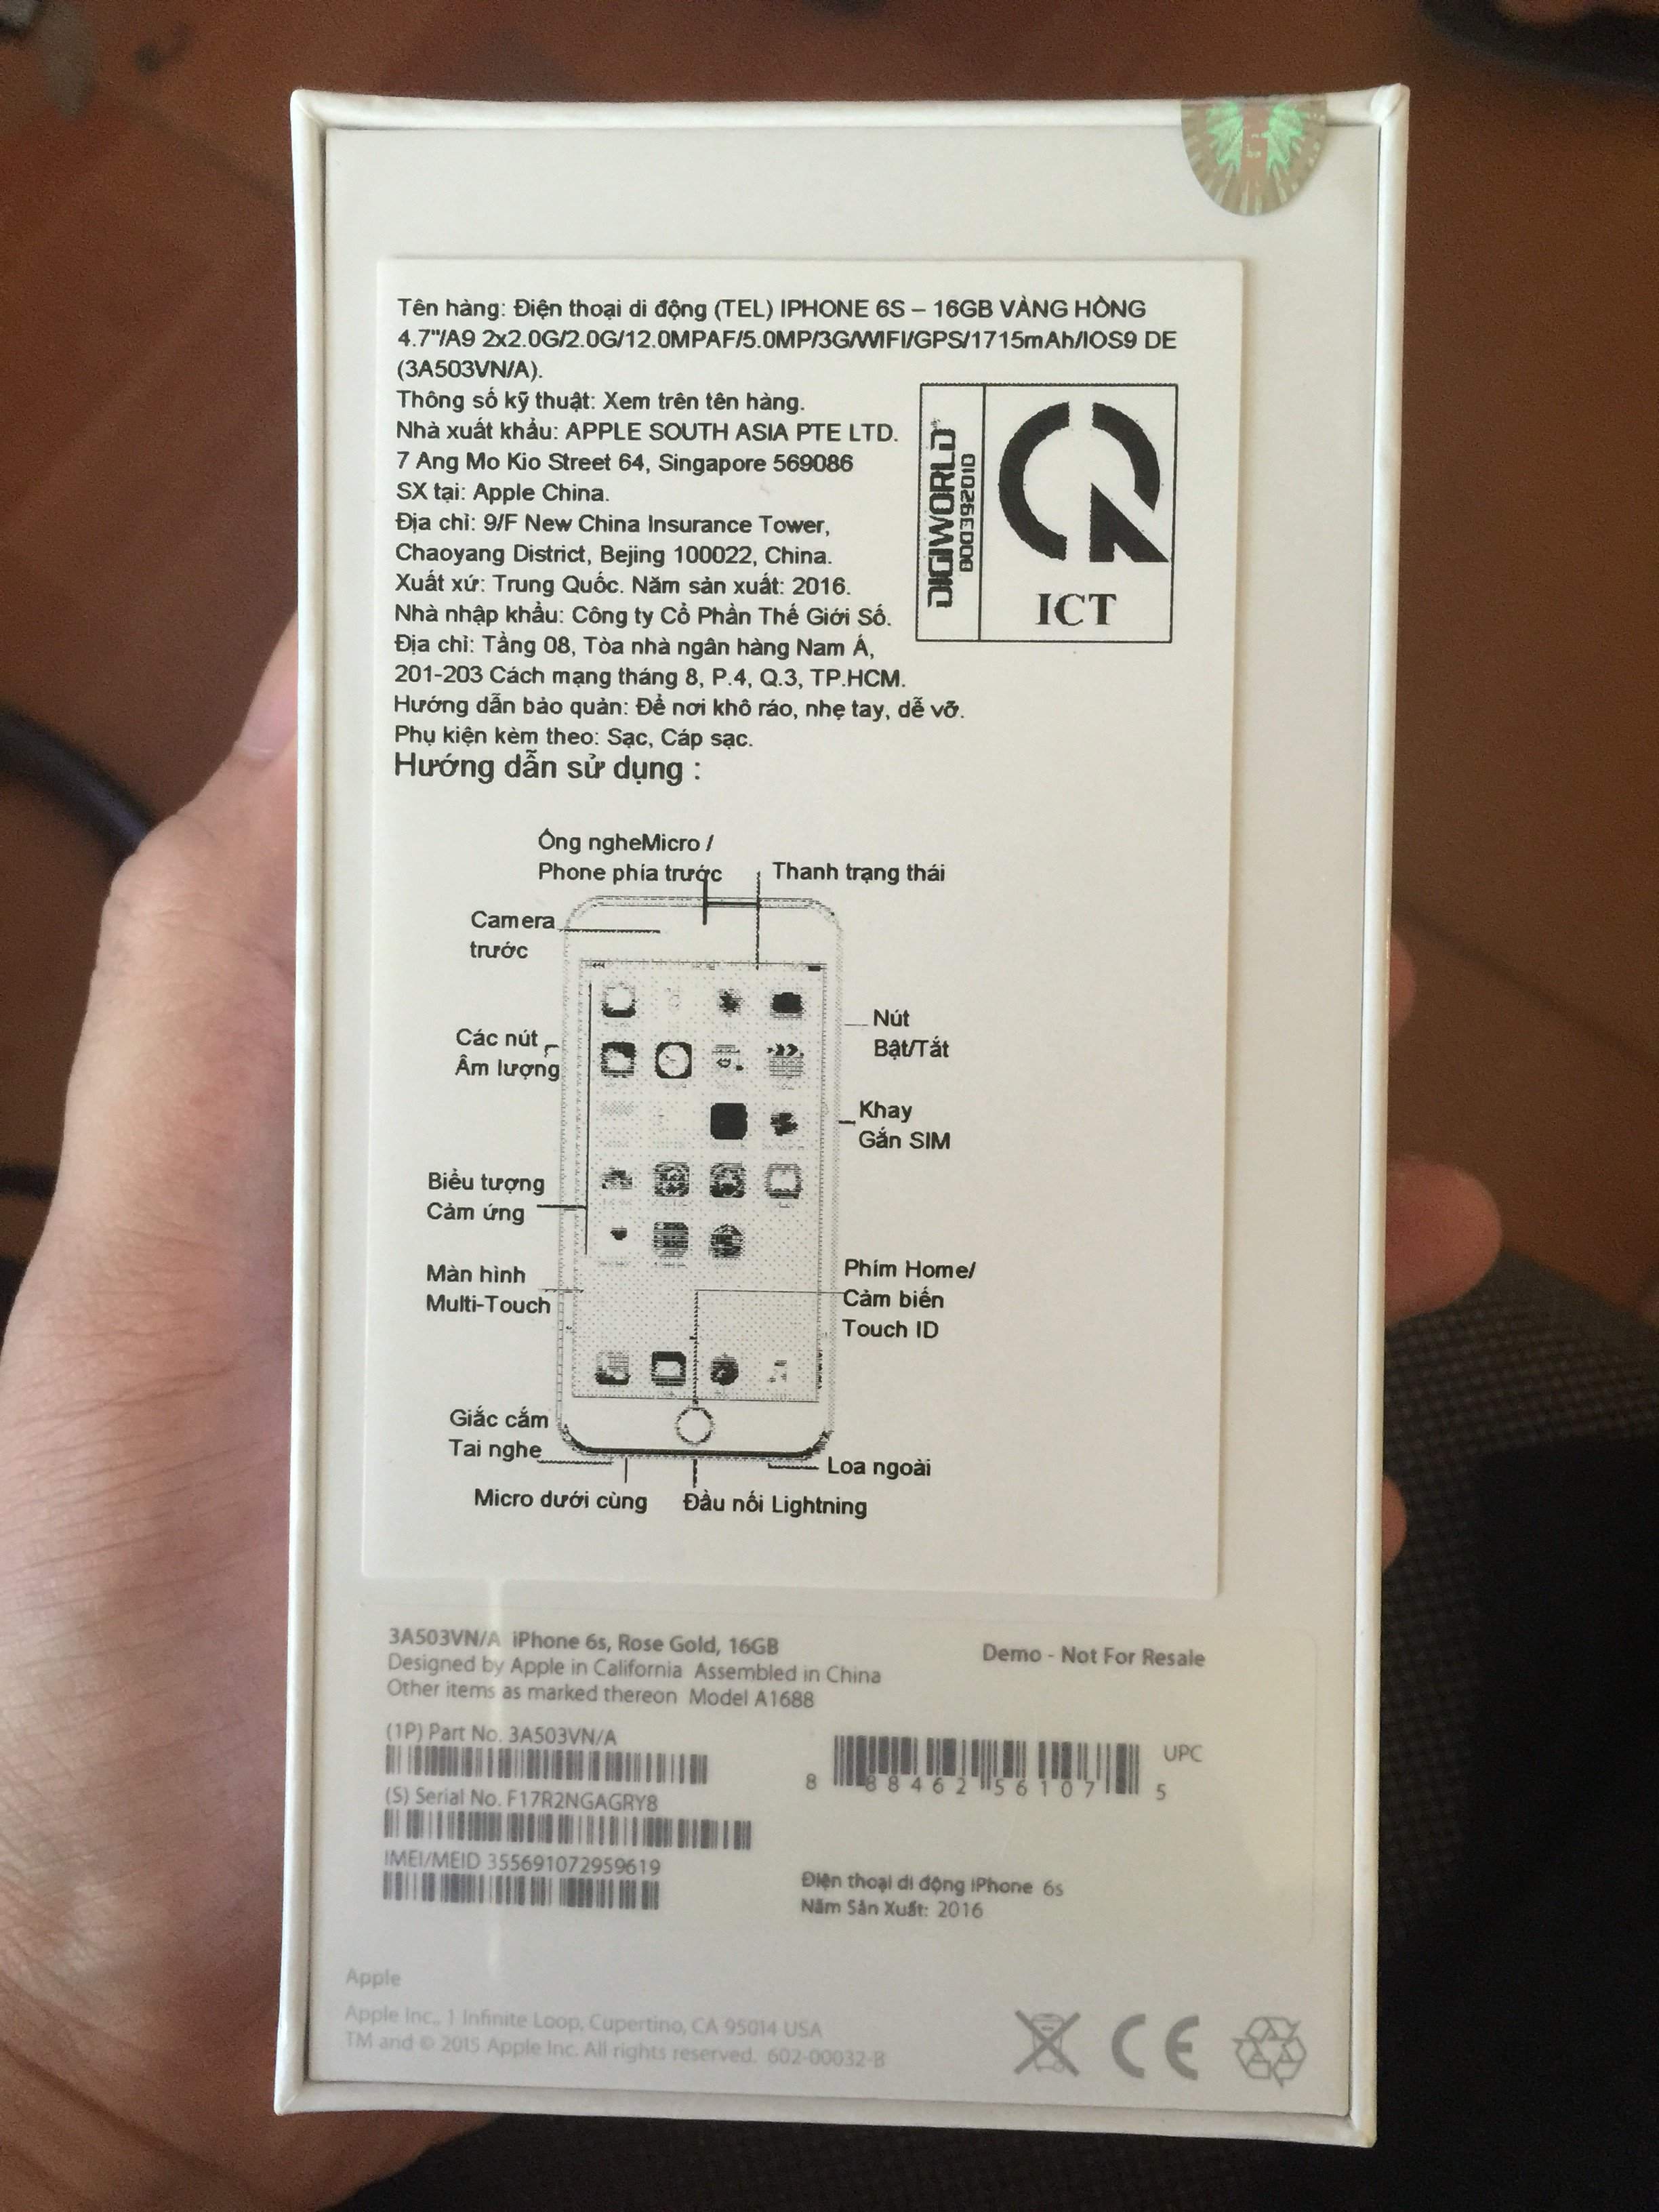 Tên hàng: Điện thoại di động (TEL) IPHONE 6S – 16GB VÀNG HỒNG
4.7"/A9 2x2.0G/2.0G/12.0MPAF/5.0MP/3G/WIFI/GPS/1715mAh/IOS9 DE
(3A503VN/A).
Thông số kỹ thuật: Xem trên tên hàng.
Nhà xuất khẩu: APPLE SOUTH ASIA PTE LTD.
7 Ang Mo Kio Street 64, Singapore 569086
SX tại: Apple China.
Địa chỉ: 9/F New China Insurance Tower,
Chaoyang District, Bejing 100022, China.
Xuất xứ: Trung Quốc. Năm sản xuất: 2016.
Nhà nhập khẩu: Công ty Cổ Phần Thế Giới Số.
Địa chỉ: Tầng 08, Tòa nhà ngân hàng Nam Á,
201-203 Cách mạng tháng 8, P.4, Q.3, TP.HCM.
Hướng dẫn bảo quản: Để nơi khô ráo, nhẹ tay, dễ vỡ.
Phụ kiện kèm theo: Sạc, Cáp sạc.
DIGIWORLD
D000392010
ICT
Hướng dẫn sử dụng :
Ống ngheMicro /
Phone phía trước
Thanh trạng thái
Camera
trước
Nút
Bật/Tắt
Các nút
Âm lượng
Khay
Gắn SIM
Biểu tượng
Cảm ứng
Màn hình
Multi-Touch
Phím Home/
Cảm biến
Touch ID
Giắc cắm
Tai nghe
Loa ngoài
Micro dưới cùng
Đầu nối Lightning
3A503VN/A iPhone 6s, Rose Gold, 16GB
Demo - Not For Resale
Designed by Apple in California Assembled in China
Other items as marked thereon Model A1688
(1P) Part No. 3A503VN/A
UPC
8 88462 56107 5
(S) Serial No. F17R2NGAGRY8
IMEI/MEID 355691072959619
Điện thoại di động iPhone 6s
Năm Sản Xuất: 2016
Apple
Apple Inc., 1 Infinite Loop, Cupertino, CA 95014 USA
TM and © 2015 Apple Inc. All rights reserved. 602-00032-B
CE